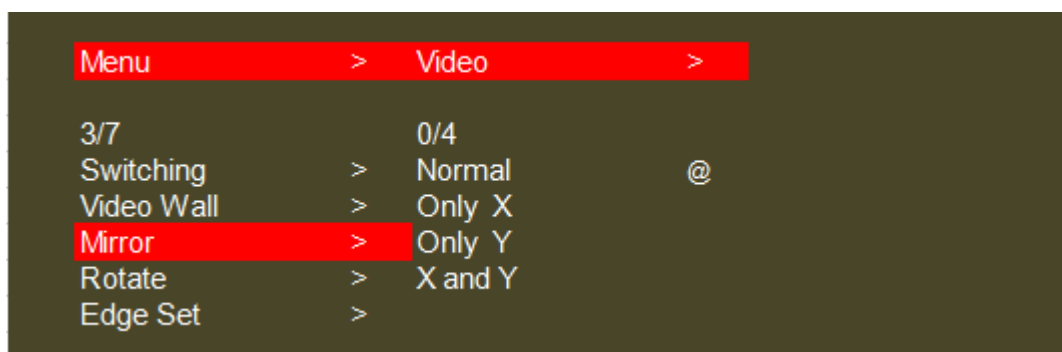 Menu > Video >
3/7 0/4
Switching > Normal @
Video Wall > Only X
Mirror > Only Y
Rotate > X and Y
Edge Set >